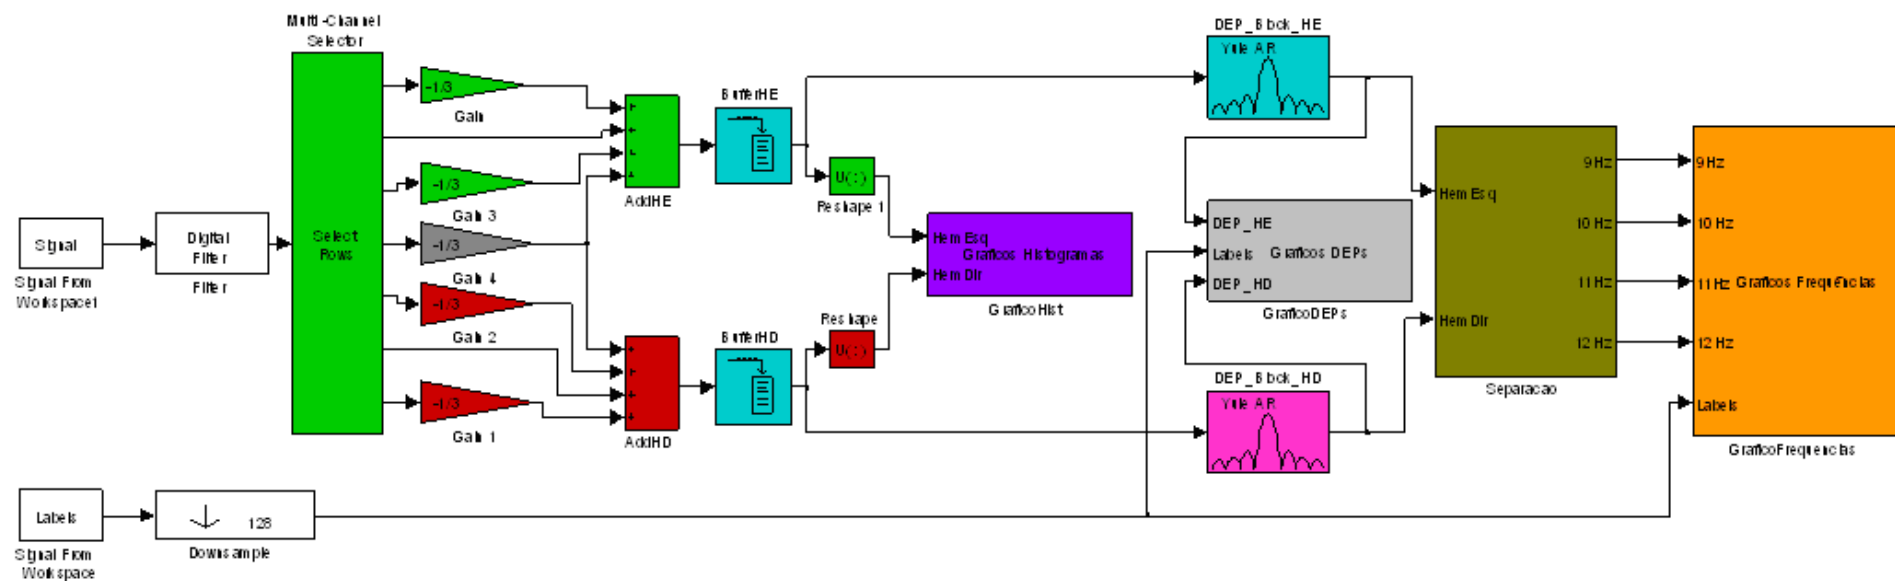 Signal
Signal From
Workspace1
Digital
Filter
Filter
Multi-Channel
Selector
Select
Rows
-1/3
Gain
-1/3
Gain 3
-1/3
Gain 4
-1/3
Gain 2
-1/3
Gain 1
+
+
+
+
AddHE
+
+
+
+
AddHD
BufferHE
BufferHD
U(:)
Reshape 1
Reshape
U(:)
Hem Esq
Graficos Histogramas
Hem Dir
GraficoHist
DEP_Block_HE
Yule AR
DEP_HE
Labels
Graficos DEPs
DEP_HD
GraficoDEPs
DEP_Block_HD
Yule AR
Hem Esq
Hem Dir
9 Hz
10 Hz
11 Hz
12 Hz
Separacao
9 Hz
10 Hz
11 Hz
Graficos Frequências
12 Hz
Labels
GraficoFrequencias
Labels
Signal From
Workspace
128
Downsample